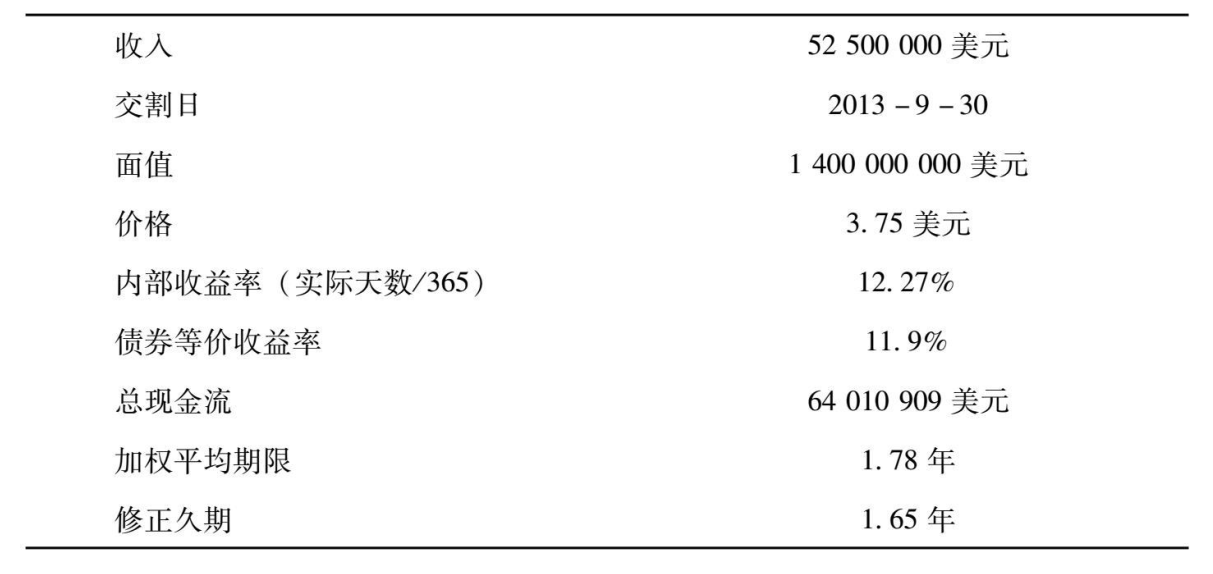 收入 52 500 000 美元
交割日 2013 – 9 – 30
面值 1 400 000 000 美元
价格 3. 75 美元
内部收益率（实际天数/365） 12. 27%
债券等价收益率 11. 9%
总现金流 64 010 909 美元
加权平均期限 1. 78 年
修正久期 1. 65 年